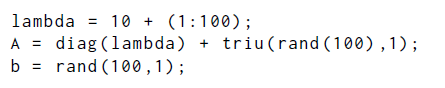 lambda = 10 + (1:100);
A = diag(lambda) + triu(rand(100),1);
b = rand(100,1);